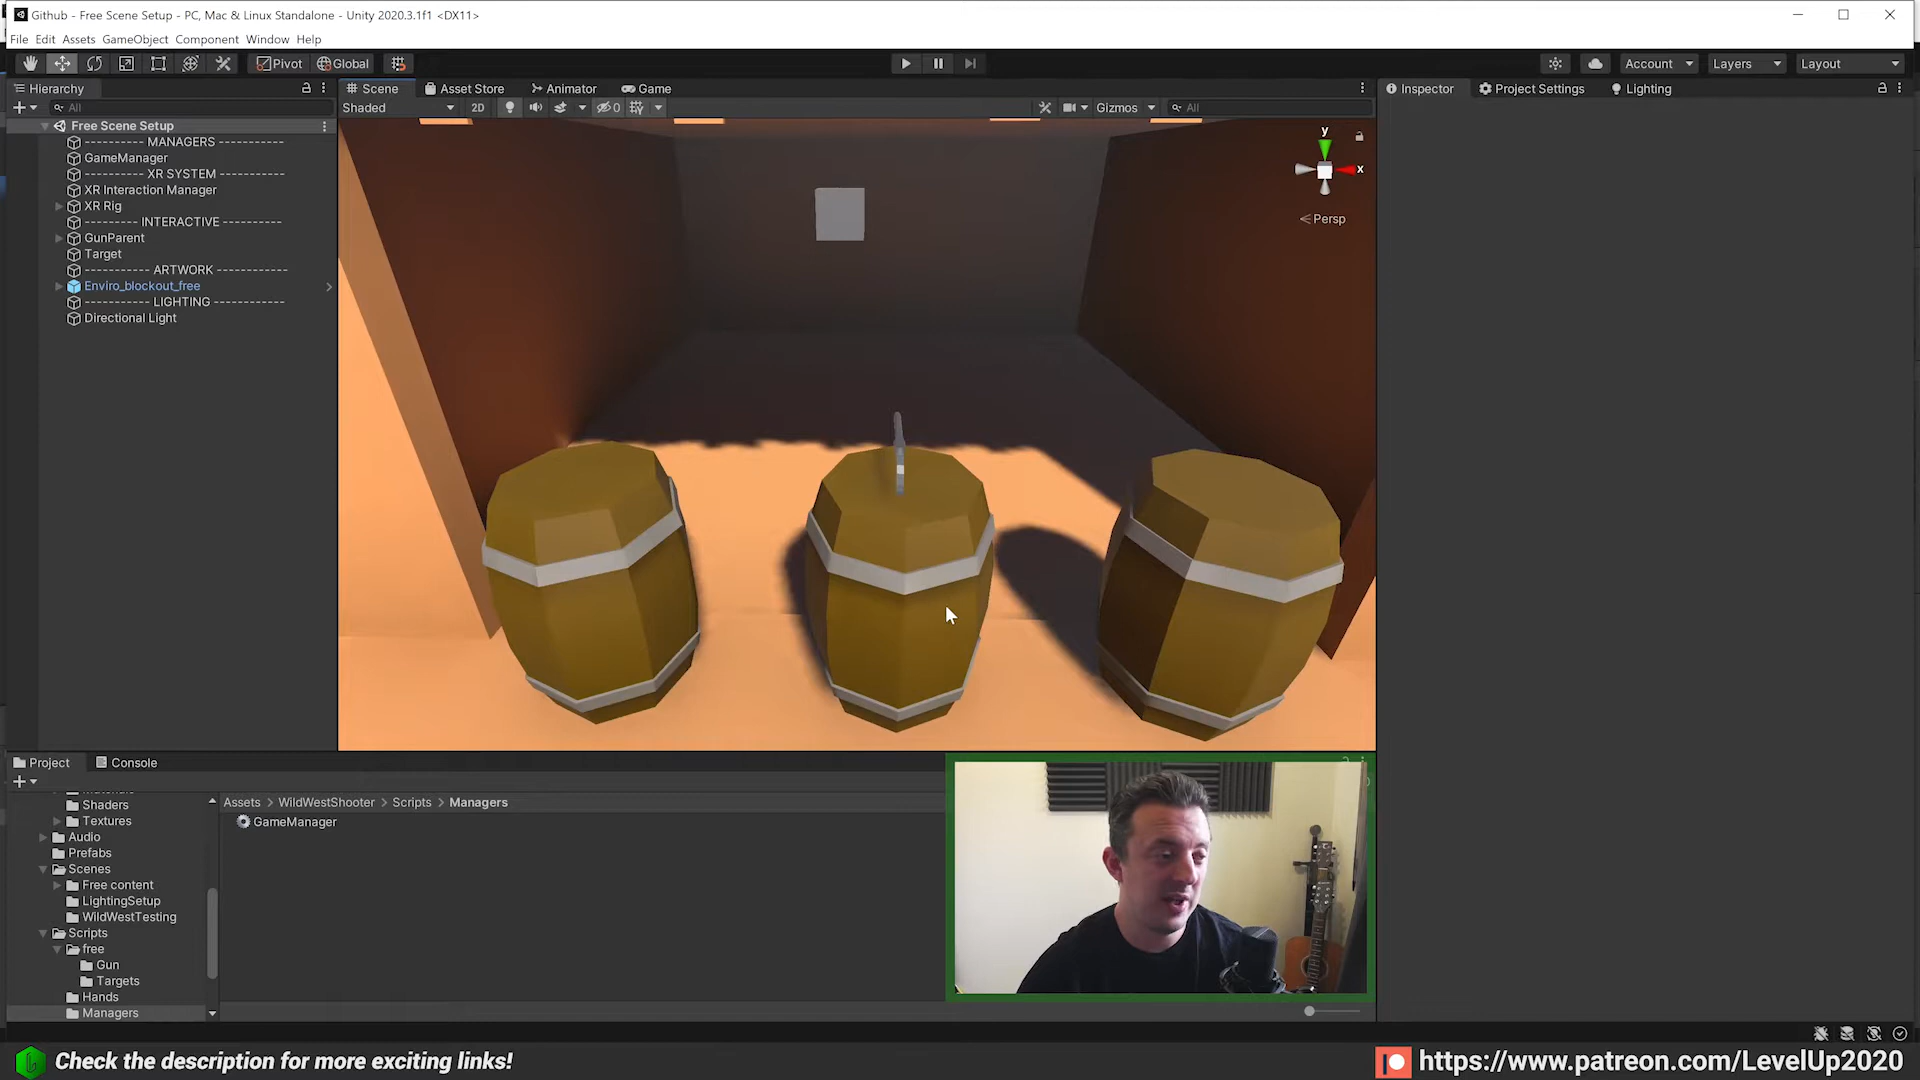 Github - Free Scene Setup - PC, Mac & Linux Standalone - Unity 2020.3.1f1 <DX11>
File Edit Assets GameObject Component Window Help
Pivot Global Account Layers Layout
Hierarchy
All
Free Scene Setup
---------- MANAGERS -----------
GameManager
---------- XR SYSTEM ----------
XR Interaction Manager
XR Rig
--------- INTERACTIVE ----------
GunParent
Target
----------- ARTWORK -----------
Enviro_blockout_free
----------- LIGHTING -----------
Directional Light
Scene Asset Store Animator Game
Shaded 2D 0 Gizmos All
y
x
Persp
Inspector Project Settings Lighting
Project Console
Shaders
Textures
Audio
Prefabs
Scenes
Free content
LightingSetup
WildWestTesting
Scripts
free
Gun
Targets
Hands
Managers
Assets > WildWestShooter > Scripts > Managers
GameManager
Check the description for more exciting links!
https://www.patreon.com/LevelUp2020